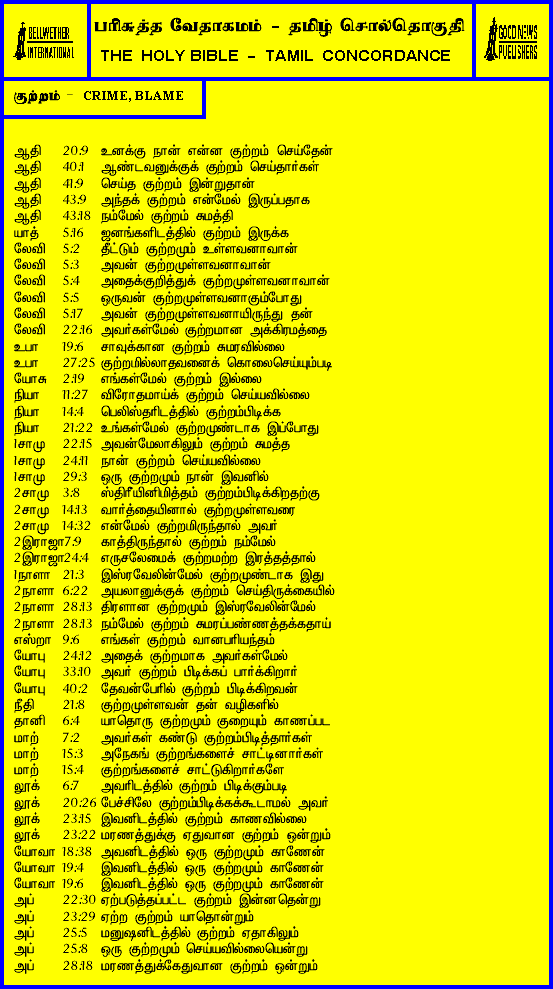 BELLWETHER
INTERNATIONAL
பரிசுத்த வேதாகமம் - தமிழ் சொல்தொகுதி
THE HOLY BIBLE - TAMIL CONCORDANCE
GOOD NEWS
PUBLISHERS
குற்றம் - CRIME, BLAME
ஆதி 20:9 உனக்கு நான் என்ன குற்றம் செய்தேன்
ஆதி 40:1 ஆண்டவனுக்குக் குற்றம் செய்தார்கள்
ஆதி 41:9 செய்த குற்றம் இன்றுதான்
ஆதி 43:9 அந்தக் குற்றம் என்மேல் இருப்பதாக
ஆதி 43:18 நம்மேல் குற்றம் சுமத்தி
யாத் 5:16 ஜனங்களிடத்தில் குற்றம் இருக்க
லேவி 5:2 தீட்டும் குற்றமும் உள்ளவனாவான்
லேவி 5:3 அவன் குற்றமுள்ளவனாவான்
லேவி 5:4 அதைக்குறித்துக் குற்றமுள்ளவனாவான்
லேவி 5:5 ஒருவன் குற்றமுள்ளவனாகும்போது
லேவி 5:17 அவன் குற்றமுள்ளவனாயிருந்து தன்
லேவி 22:16 அவர்கள்மேல் குற்றமான அக்கிரமத்தை
உபா 19:6 சாவுக்கான குற்றம் சுமரவில்லை
உபா 27:25 குற்றமில்லாதவனைக் கொலைசெய்யும்படி
யோசு 2:19 எங்கள்மேல் குற்றம் இல்லை
நியா 11:27 விரோதமாய்க் குற்றம் செய்யவில்லை
நியா 14:4 பெலிஸ்தரிடத்தில் குற்றம்பிடிக்க
நியா 21:22 உங்கள்மேல் குற்றமுண்டாக இப்போது
1சாமு 22:15 அவன்மேலாகிலும் குற்றம் சுமத்த
1சாமு 24:11 நான் குற்றம் செய்யவில்லை
1சாமு 29:3 ஒரு குற்றமும் நான் இவனில்
2சாமு 3:8 ஸ்திரீயினிமித்தம் குற்றம்பிடிக்கிறதற்கு
2சாமு 14:13 வார்த்தையினால் குற்றமுள்ளவரை
2சாமு 14:32 என்மேல் குற்றமிருந்தால் அவர்
2இராஜா7:9 காத்திருந்தால் குற்றம் நம்மேல்
2இராஜா24:4 எருசலேமைக் குற்றமற்ற இரத்தத்தால்
1நாளா 21:3 இஸ்ரவேலின்மேல் குற்றமுண்டாக இது
2நாளா 6:22 அயலானுக்குக் குற்றம் செய்திருக்கையில்
2நாளா 28:13 திரளான குற்றமும் இஸ்ரவேலின்மேல்
2நாளா 28:13 நம்மேல் குற்றம் சுமரப்பண்ணத்தக்கதாய்
எஸ்றா 9:6 எங்கள் குற்றம் வானபரியந்தம்
யோபு 24:12 அதைக் குற்றமாக அவர்கள்மேல்
யோபு 33:10 அவர் குற்றம் பிடிக்கப் பார்க்கிறார்
யோபு 40:2 தேவன்பேரில் குற்றம் பிடிக்கிறவன்
நீதி 21:8 குற்றமுள்ளவன் தன் வழிகளில்
தானி 6:4 யாதொரு குற்றமும் குறையும் காணப்பட
மாற் 7:2 அவர்கள் கண்டு குற்றம்பிடித்தார்கள்
மாற் 15:3 அநேகங் குற்றங்களைச் சாட்டினார்கள்
மாற் 15:4 குற்றங்களைச் சாட்டுகிறார்களே
லூக் 6:7 அவரிடத்தில் குற்றம் பிடிக்கும்படி
லூக் 20:26 பேச்சிலே குற்றம்பிடிக்கக்கூடாமல் அவர்
லூக் 23:15 இவனிடத்தில் குற்றம் காணவில்லை
லூக் 23:22 மரணத்துக்கு ஏதுவான குற்றம் ஒன்றும்
யோவா 18:38 அவனிடத்தில் ஒரு குற்றமும் காணேன்
யோவா 19:4 இவனிடத்தில் ஒரு குற்றமும் காணேன்
யோவா 19:6 இவனிடத்தில் ஒரு குற்றமும் காணேன்
அப் 22:30 ஏற்படுத்தப்பட்ட குற்றம் இன்னதென்று
அப் 23:29 ஏற்ற குற்றம் யாதொன்றும்
அப் 25:5 மனுஷனிடத்தில் குற்றம் ஏதாகிலும்
அப் 25:8 ஒரு குற்றமும் செய்யவில்லையென்று
அப் 28:18 மரணத்துக்கேதுவான குற்றம் ஒன்றும்